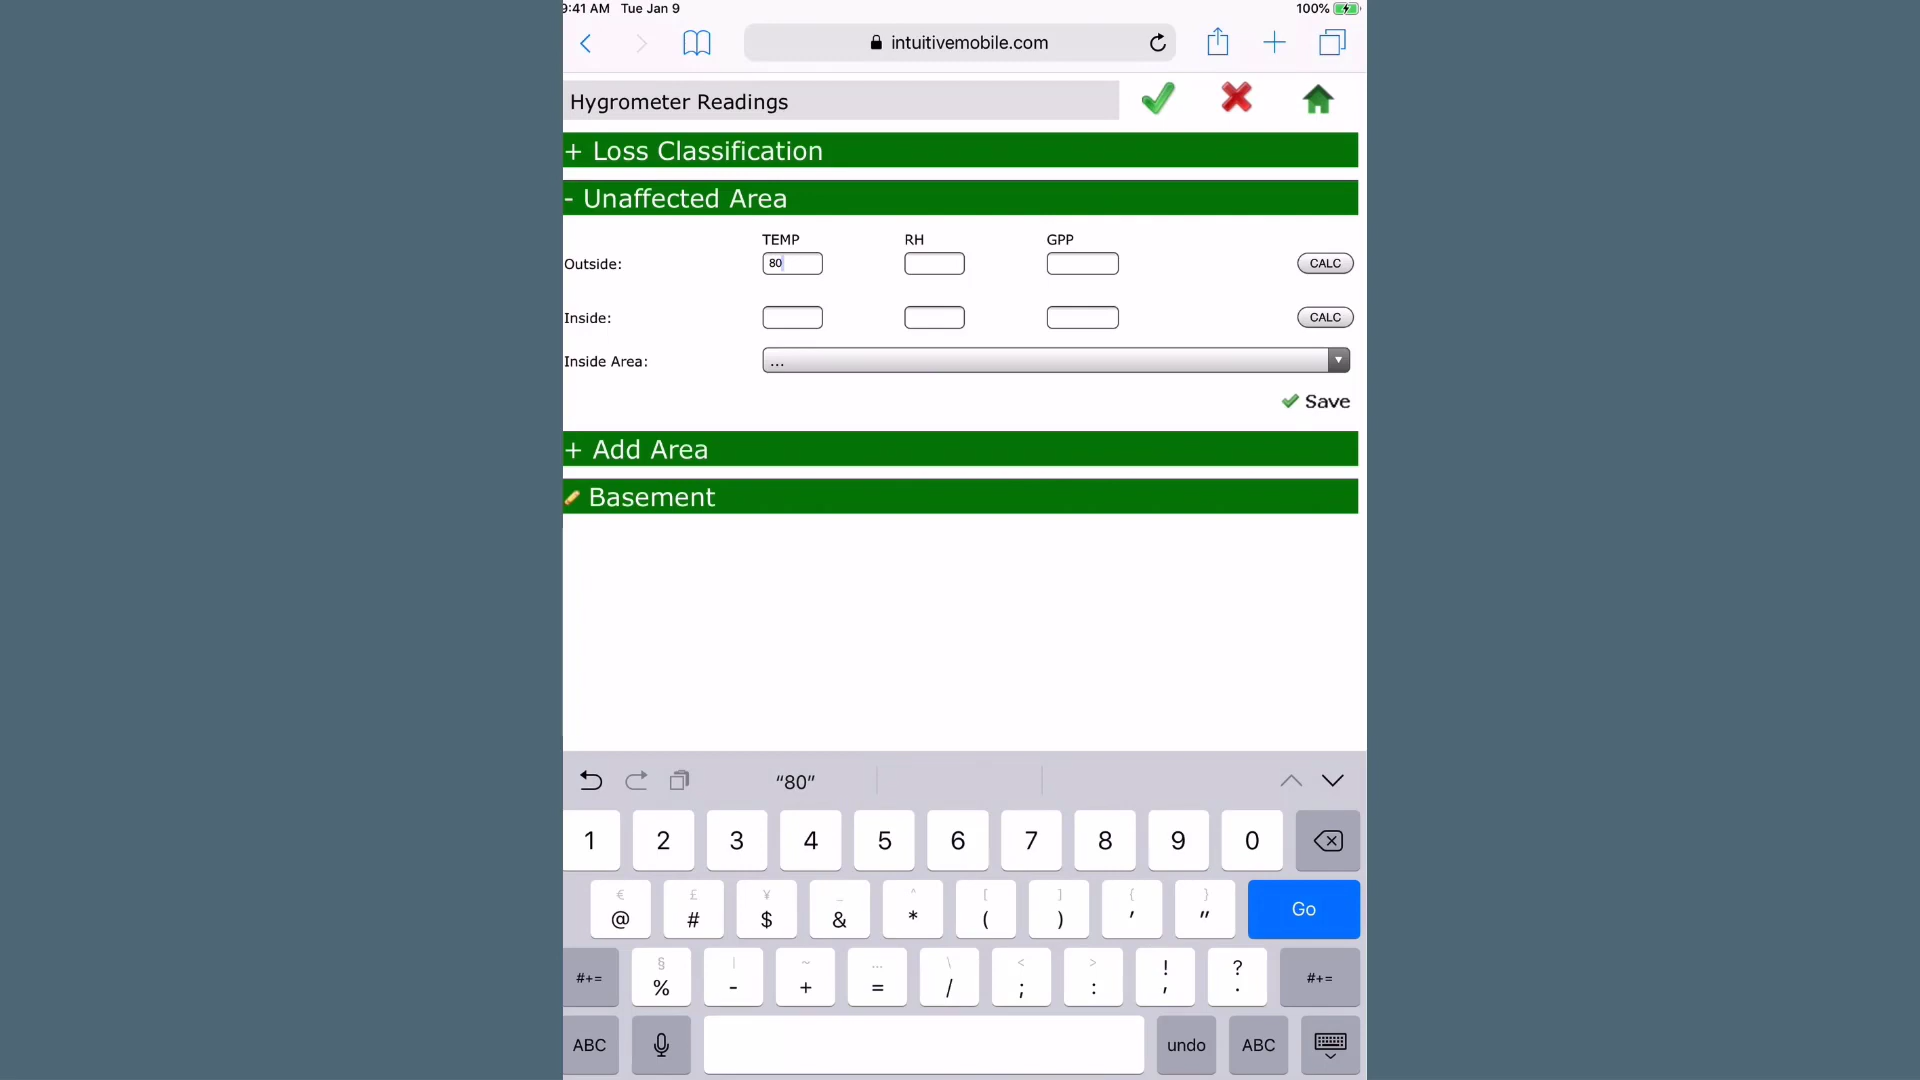 9:41 AM Tue Jan 9 100%
intuitivemobile.com
Hygrometer Readings
+ Loss Classification
- Unaffected Area
TEMP RH GPP
Outside: 80 CALC
Inside: CALC
Inside Area: ...
Save
+ Add Area
Basement
“80”
1 2 3 4 5 6 7 8 9 0
€ £ ¥ _ ^ [ ] { }
@ # $ & * ( ) ' " Go
§ | ~ … \ < > ! ?
#+= % - + = / ; : , . #+=
ABC undo ABC